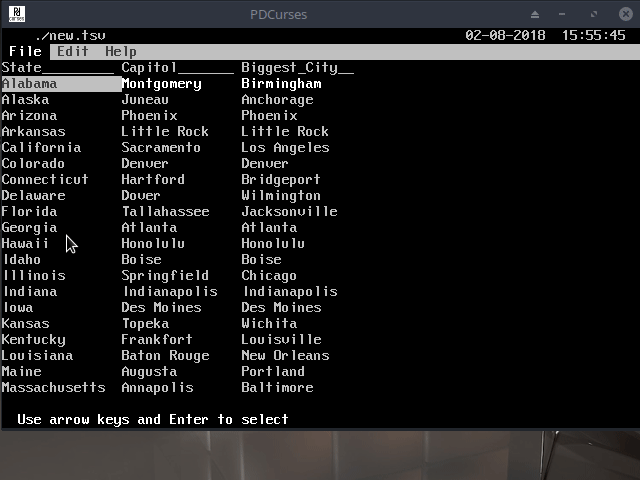 PDCurses
./new.tsv 02-08-2018 15:55:45
File Edit Help
State_________ Capitol_______ Biggest_City__
Alabama Montgomery Birmingham
Alaska Juneau Anchorage
Arizona Phoenix Phoenix
Arkansas Little Rock Little Rock
California Sacramento Los Angeles
Colorado Denver Denver
Connecticut Hartford Bridgeport
Delaware Dover Wilmington
Florida Tallahassee Jacksonville
Georgia Atlanta Atlanta
Hawaii Honolulu Honolulu
Idaho Boise Boise
Illinois Springfield Chicago
Indiana Indianapolis Indianapolis
Iowa Des Moines Des Moines
Kansas Topeka Wichita
Kentucky Frankfort Louisville
Louisiana Baton Rouge New Orleans
Maine Augusta Portland
Massachusetts Annapolis Baltimore
Use arrow keys and Enter to select